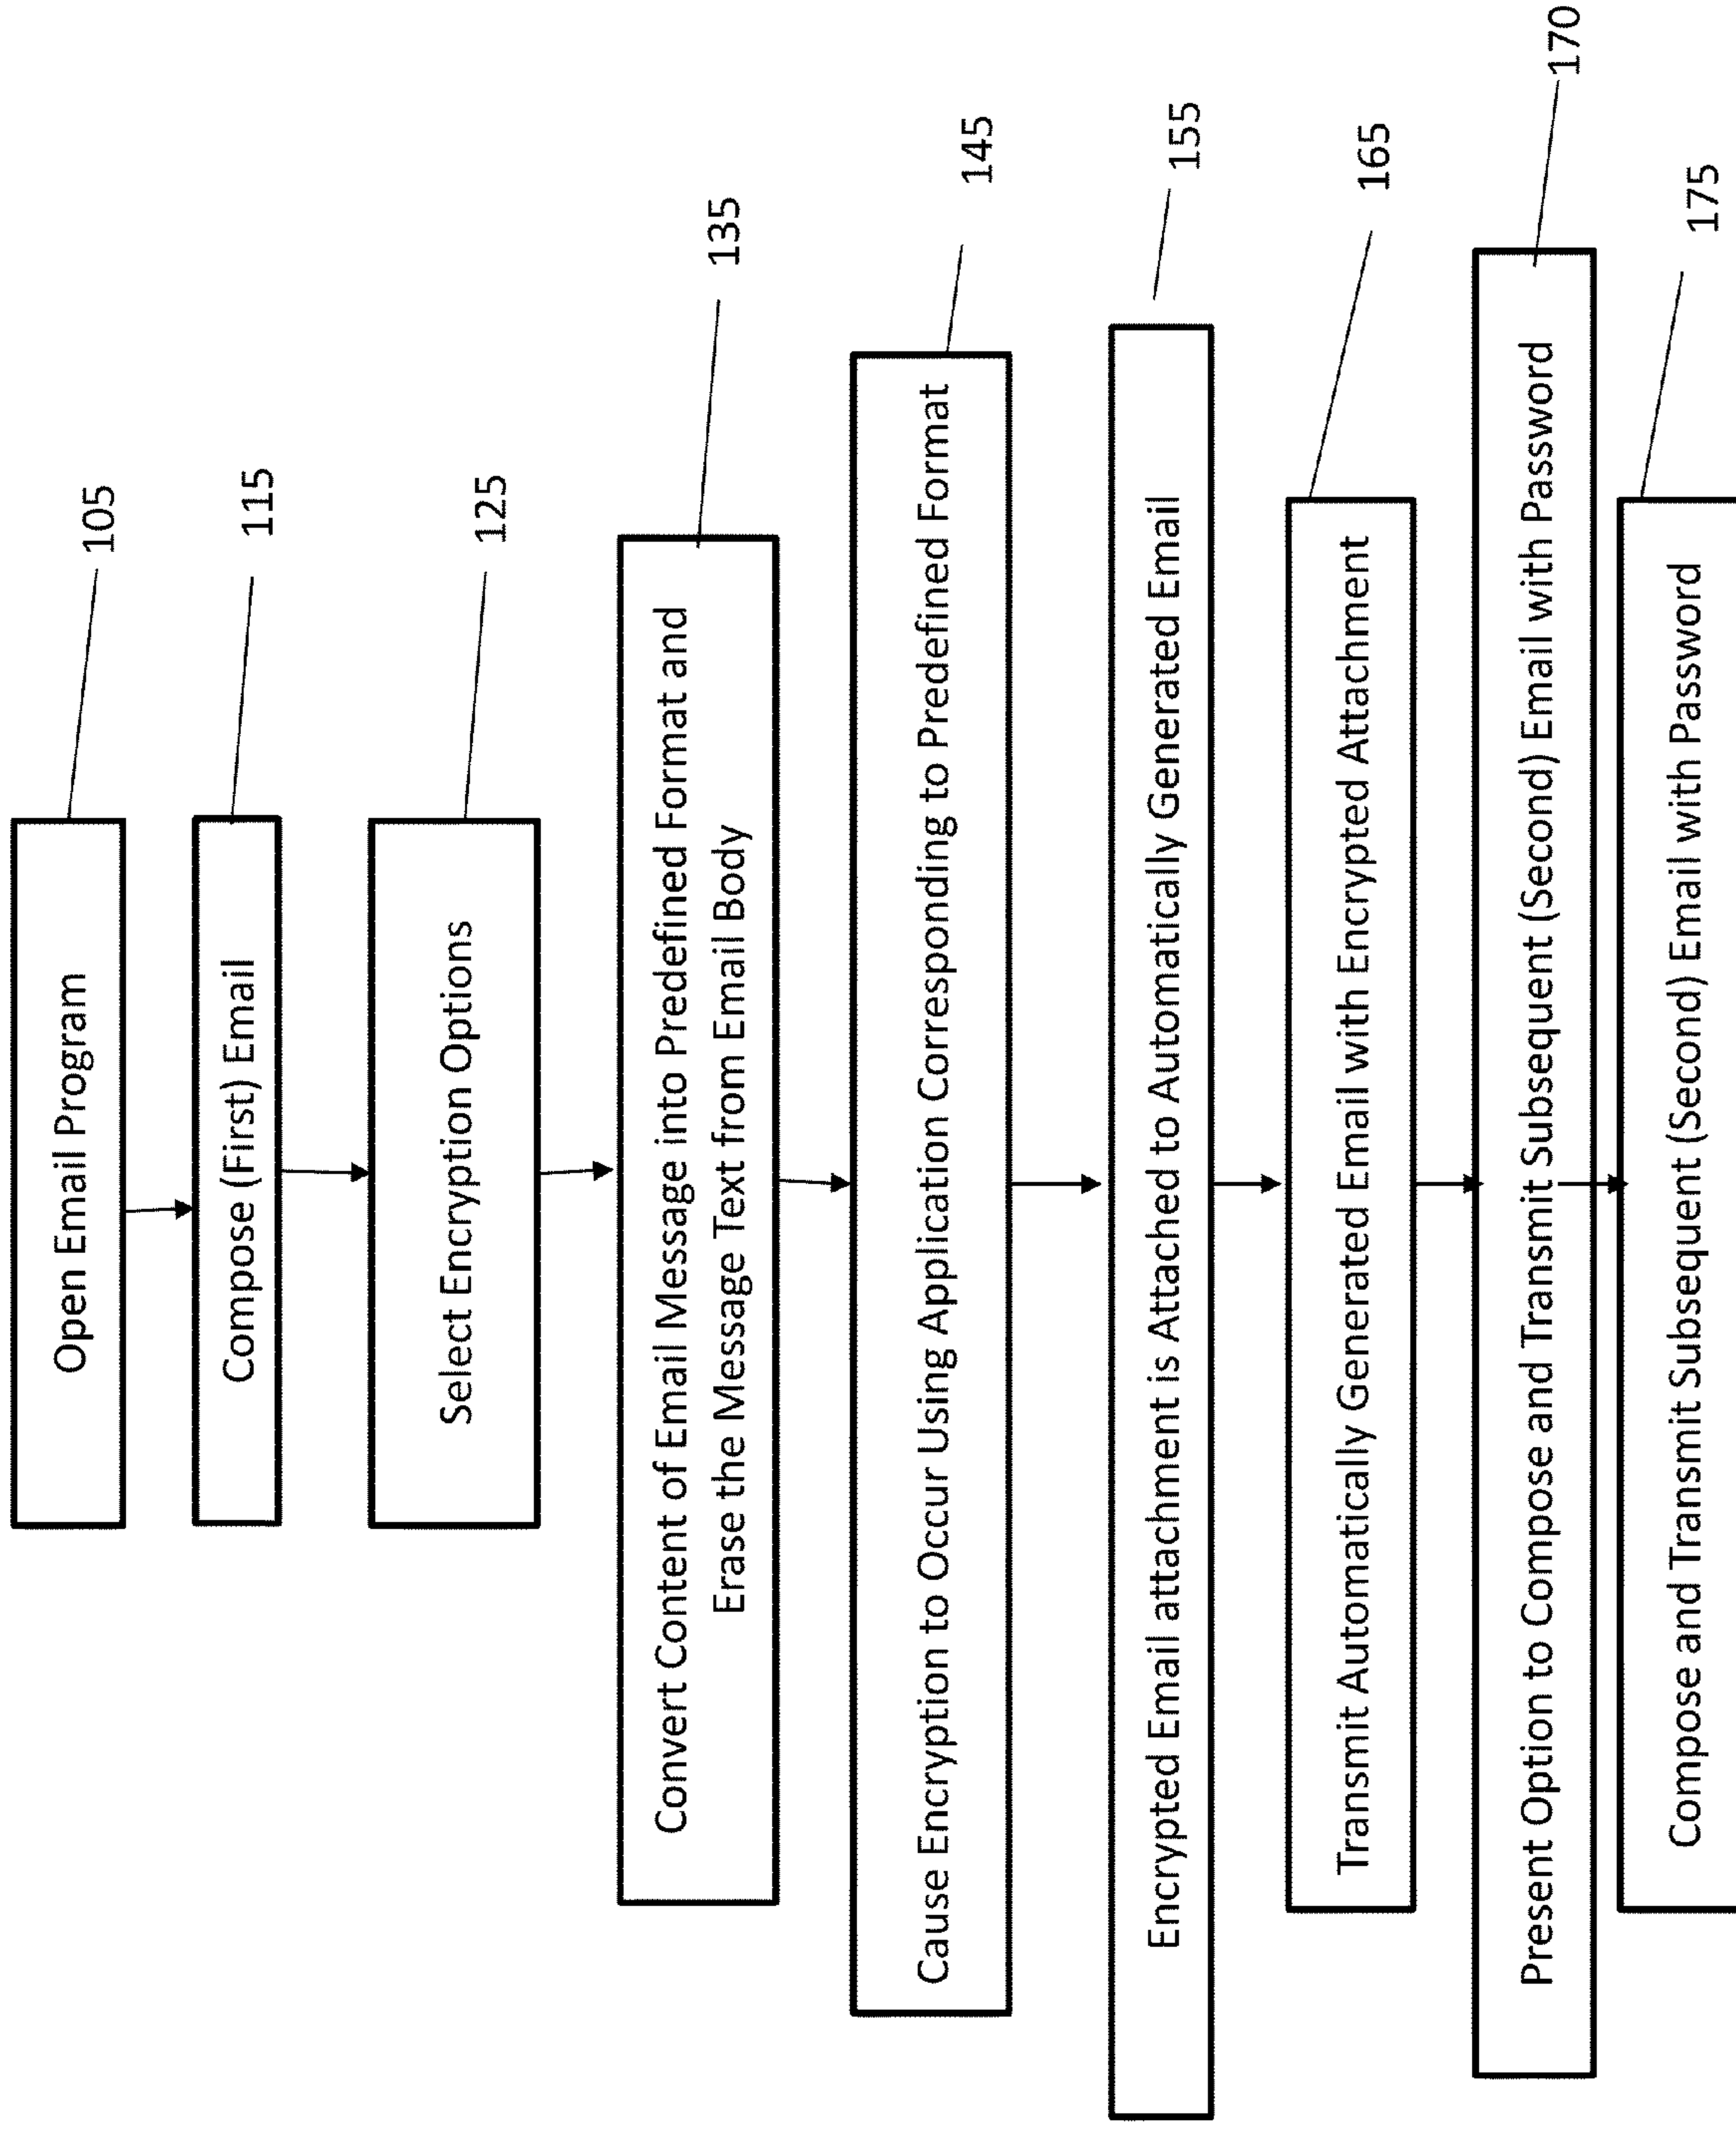 Open Email Program
105
Compose (First) Email
115
Select Encryption Options
125
Convert Content of Email Message into Predefined Format and
Erase the Message Text from Email Body
135
Cause Encryption to Occur Using Application Corresponding to Predefined Format
145
Encrypted Email attachment is Attached to Automatically Generated Email
155
Transmit Automatically Generated Email with Encrypted Attachment
165
Present Option to Compose and Transmit Subsequent (Second) Email with Password
170
Compose and Transmit Subsequent (Second) Email with Password
175